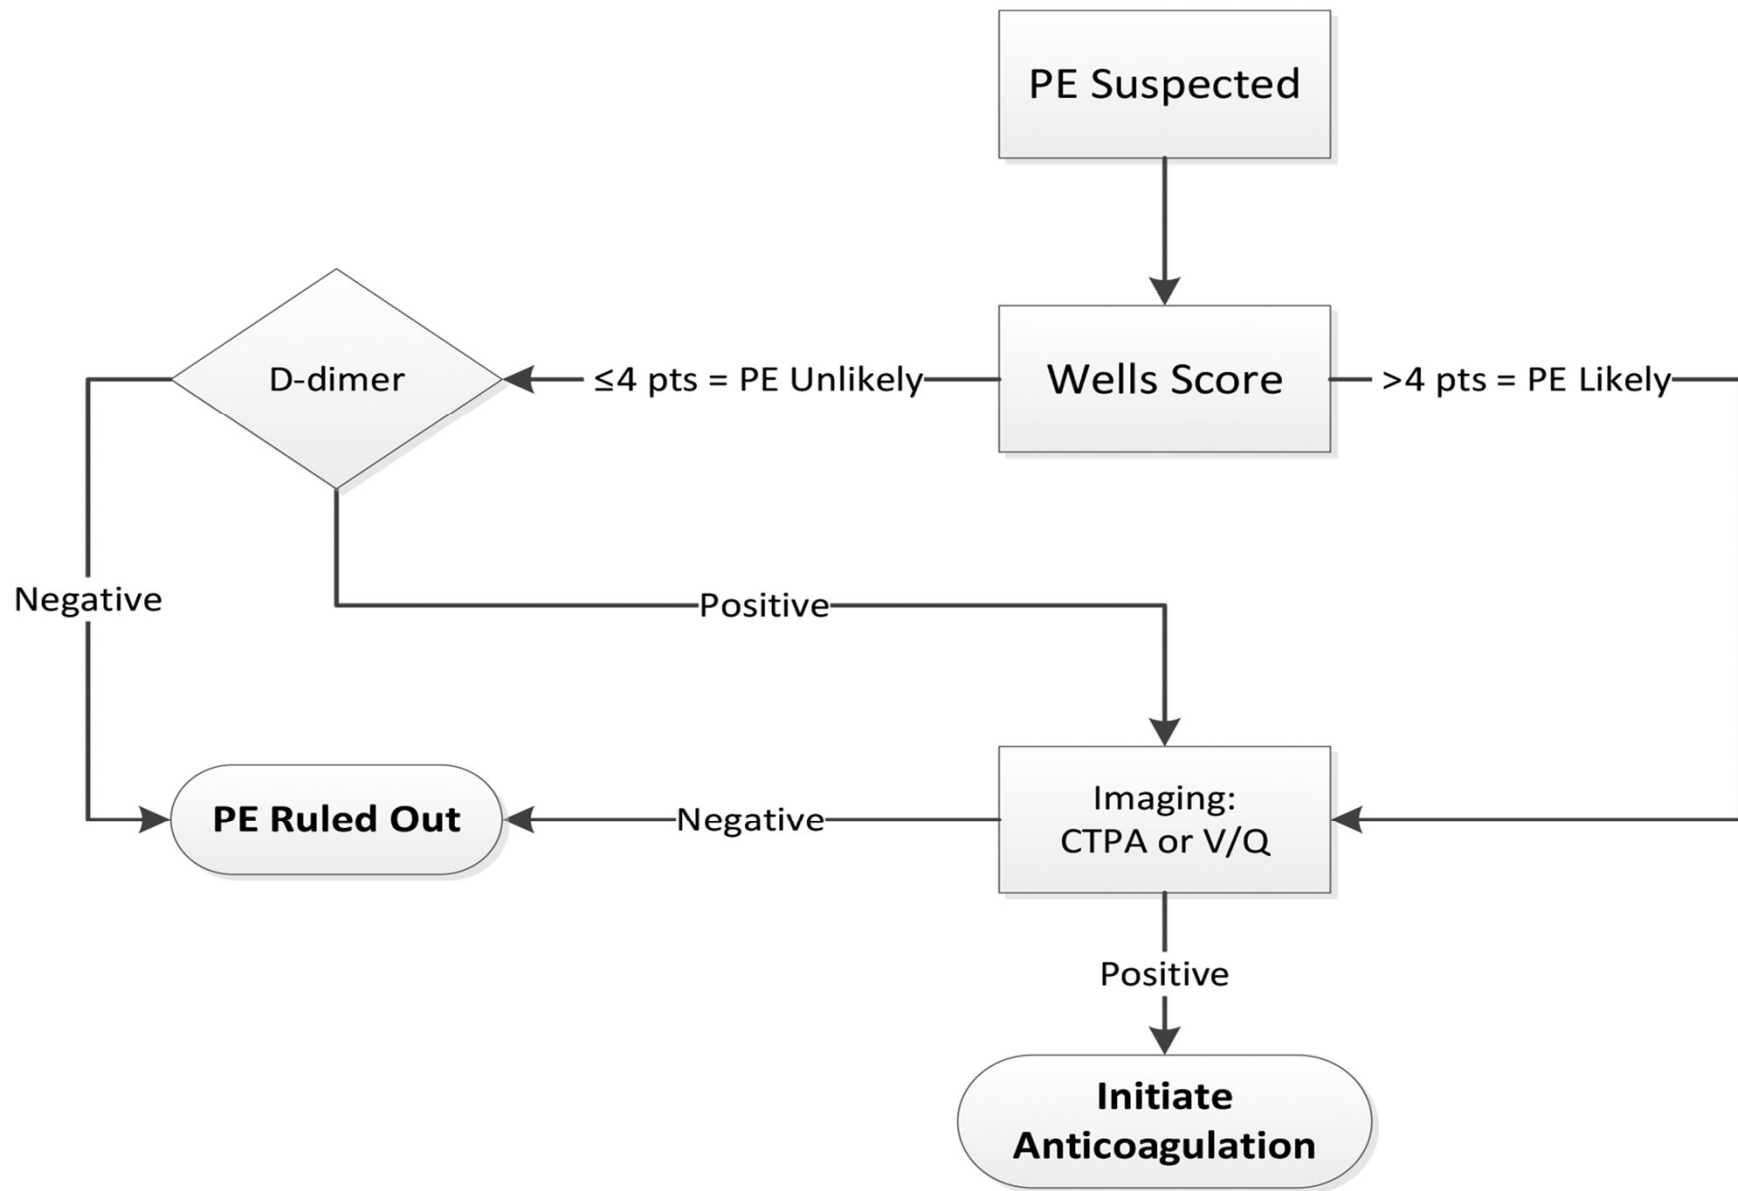 PE Suspected
D-dimer
≤4 pts = PE Unlikely
Wells Score
>4 pts = PE Likely
Negative
Positive
PE Ruled Out
Negative
Imaging:
CTPA or V/Q
Positive
Initiate
Anticoagulation